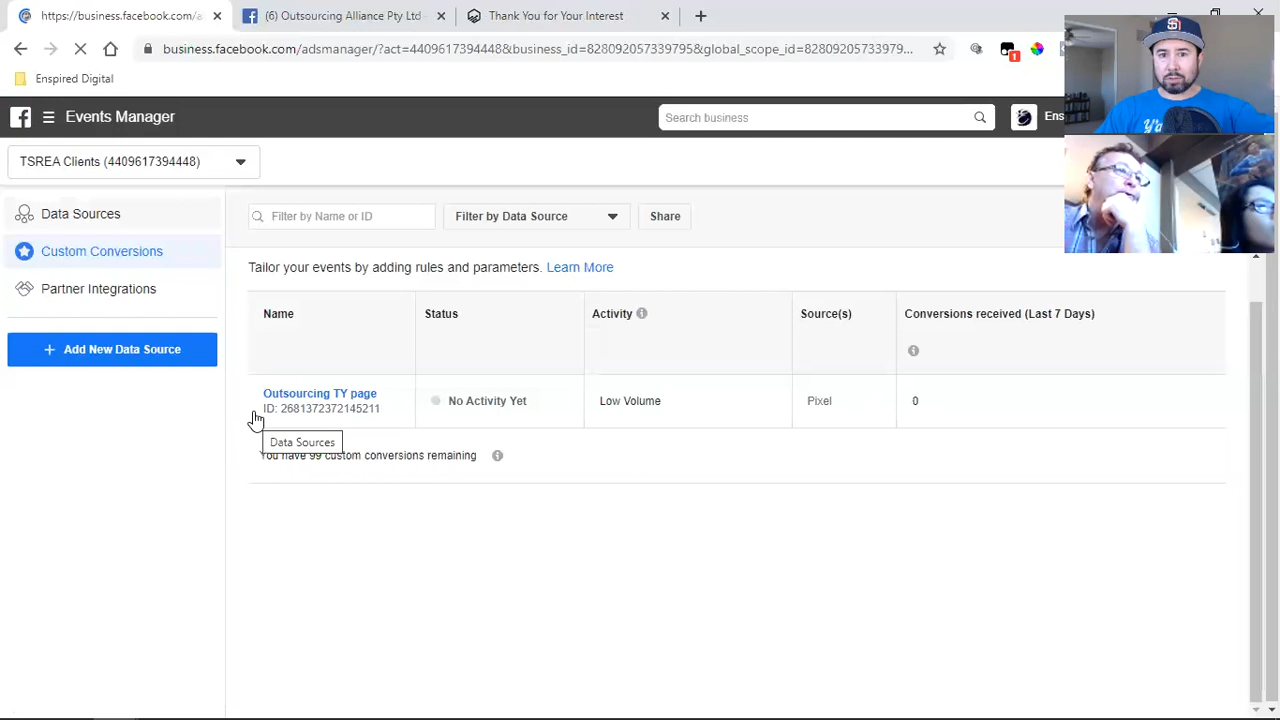 https://business.facebook.com/a
(6) Outsourcing Alliance Pty Ltd -
Thank You for Your Interest
business.facebook.com/adsmanager/?act=4409617394448&business_id=828092057339795&global_scope_id=82809205733975...
1
Enspired Digital
Events Manager
Search business
Ens
TSREA Clients (4409617394448)
Data Sources
Custom Conversions
Partner Integrations
+ Add New Data Source
Filter by Name or ID
Filter by Data Source
Share
Tailor your events by adding rules and parameters. Learn More
Name
Status
Activity
Source(s)
Conversions received (Last 7 Days)
Outsourcing TY page
ID: 2681372372145211
No Activity Yet
Low Volume
Pixel
0
Data Sources
You have 99 custom conversions remaining